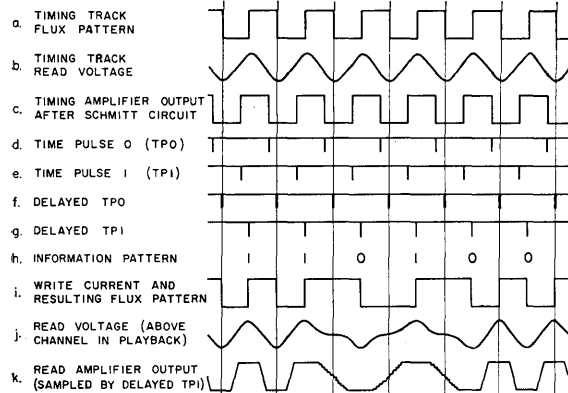 a. TIMING TRACK
FLUX PATTERN
b. TIMING TRACK
READ VOLTAGE
c. TIMING AMPLIFIER OUTPUT
AFTER SCHMITT CIRCUIT
d. TIME PULSE 0 (TP0)
e. TIME PULSE 1 (TP1)
f. DELAYED TP0
g. DELAYED TP1
h. INFORMATION PATTERN 1 1 0 1 0 0
i. WRITE CURRENT AND
RESULTING FLUX PATTERN
j. READ VOLTAGE (ABOVE
CHANNEL IN PLAYBACK)
k. READ AMPLIFIER OUTPUT
(SAMPLED BY DELAYED TP1)